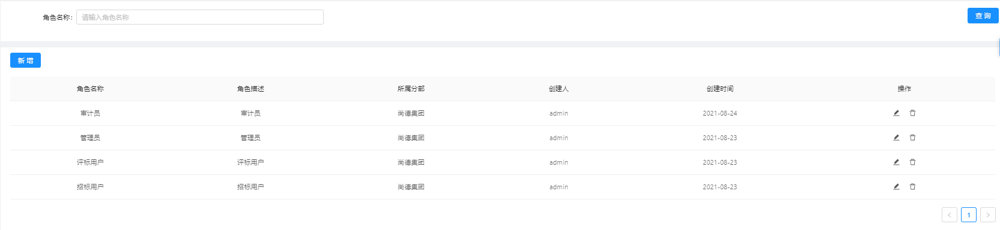 角色名称: 请输入角色名称 查 询
新 增
角色名称 角色描述 所属分部 创建人 创建时间 操作
审计员 审计员 尚德集团 admin 2021-08-24
管理员 管理员 尚德集团 admin 2021-08-23
评标用户 评标用户 尚德集团 admin 2021-08-23
招标用户 招标用户 尚德集团 admin 2021-08-23
< 1 >